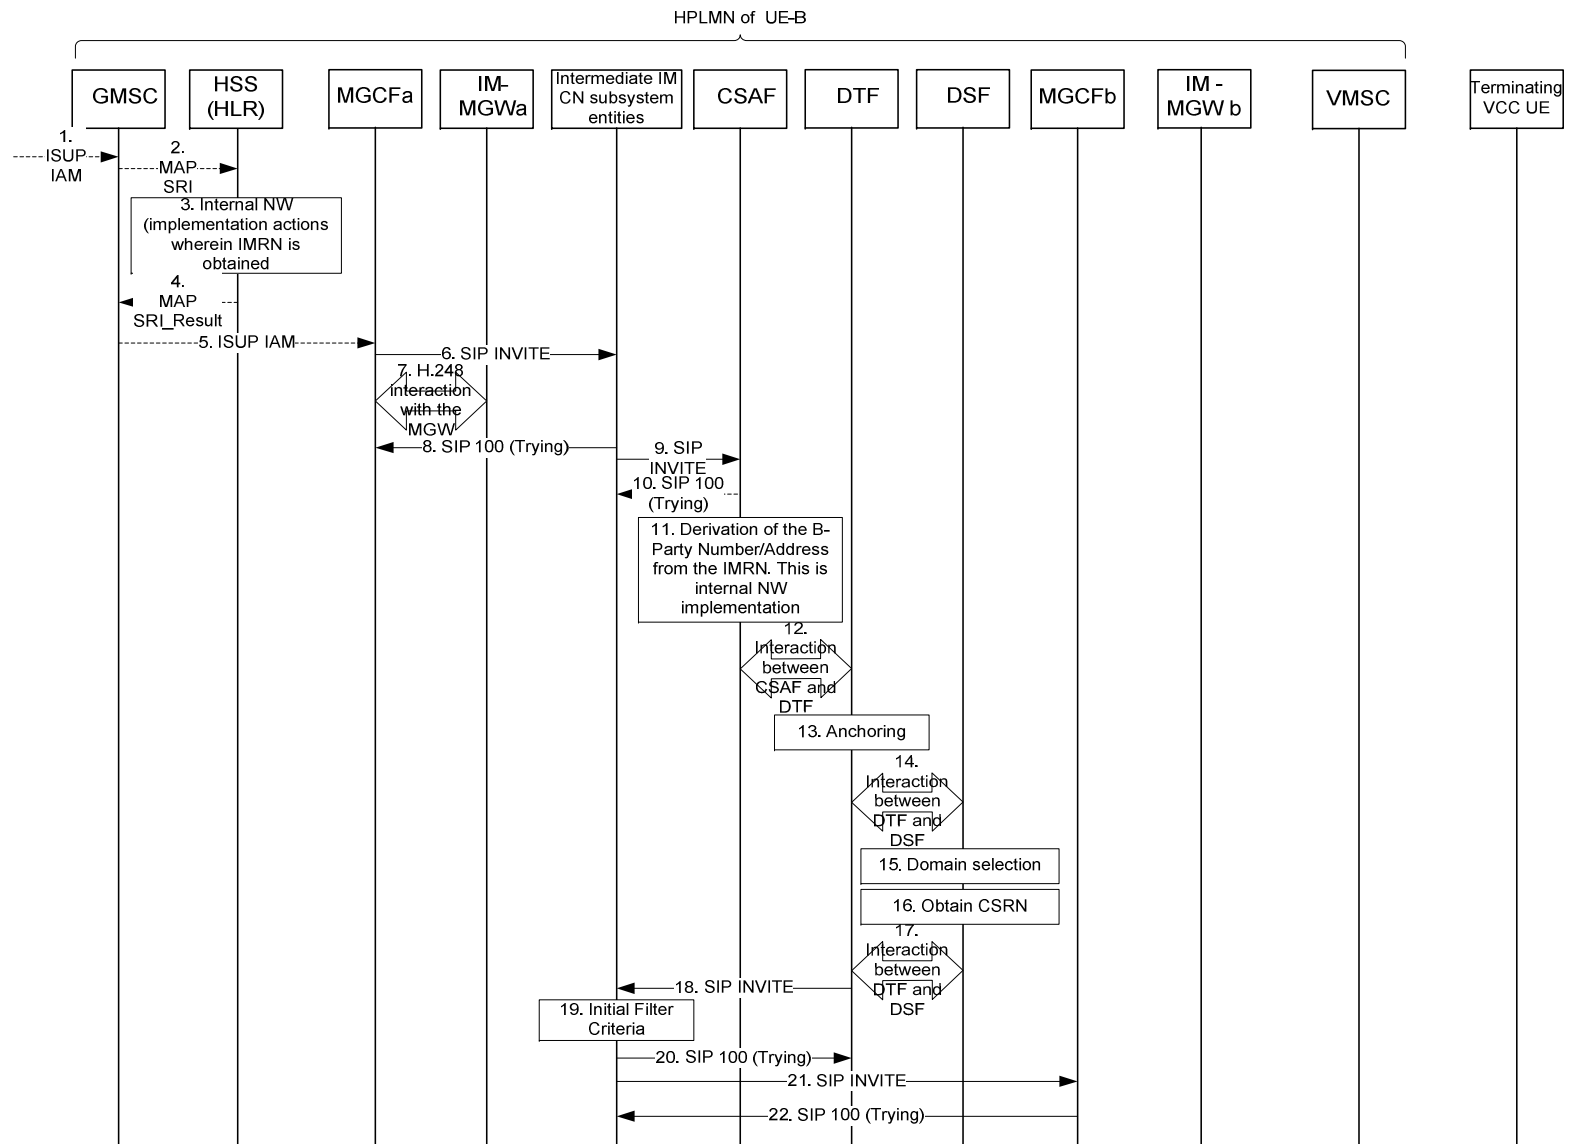 HPLMN of UE-B
GMSC
HSS
(HLR)
MGCFa
IM-
MGWa
Intermediate IM
CN subsystem
entities
CSAF
DTF
DSF
MGCFb
IM -
MGW b
VMSC
Terminating
VCC UE
1.
ISUP
IAM
2.
MAP
SRI
3. Internal NW
(implementation actions
wherein IMRN is
obtained
4.
MAP
SRI_Result
5. ISUP IAM
6. SIP INVITE
7. H.248
interaction
with the
MGW
8. SIP 100 (Trying)
9. SIP
INVITE
10. SIP 100
(Trying)
11. Derivation of the B-
Party Number/Address
from the IMRN. This is
internal NW
implementation
12.
Interaction
between
CSAF and
DTF
13. Anchoring
14.
Interaction
between
DTF and
DSF
15. Domain selection
16. Obtain CSRN
17.
Interaction
between
DTF and
DSF
18. SIP INVITE
19. Initial Filter
Criteria
20. SIP 100 (Trying)
21. SIP INVITE
22. SIP 100 (Trying)